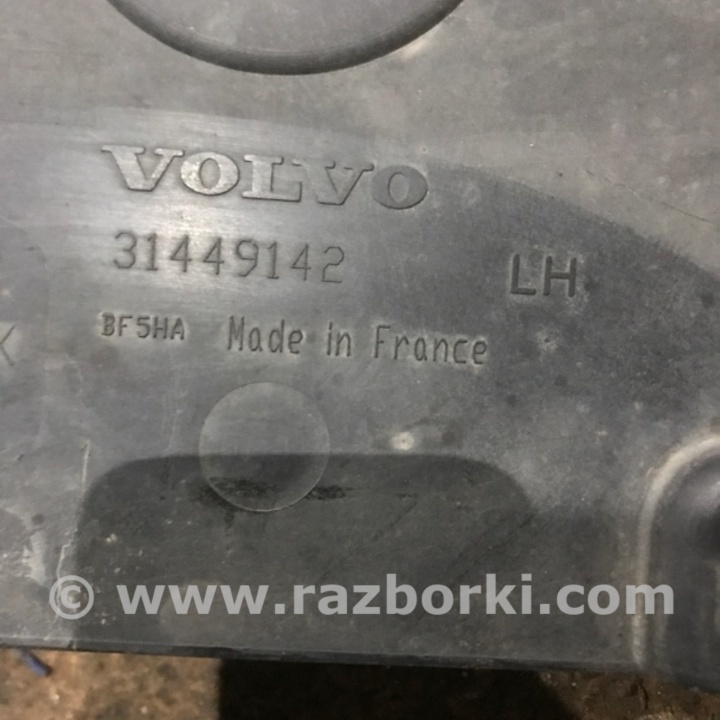 VOLVO
31449142 LH
BF5HA Made in France
© www.razborki.com